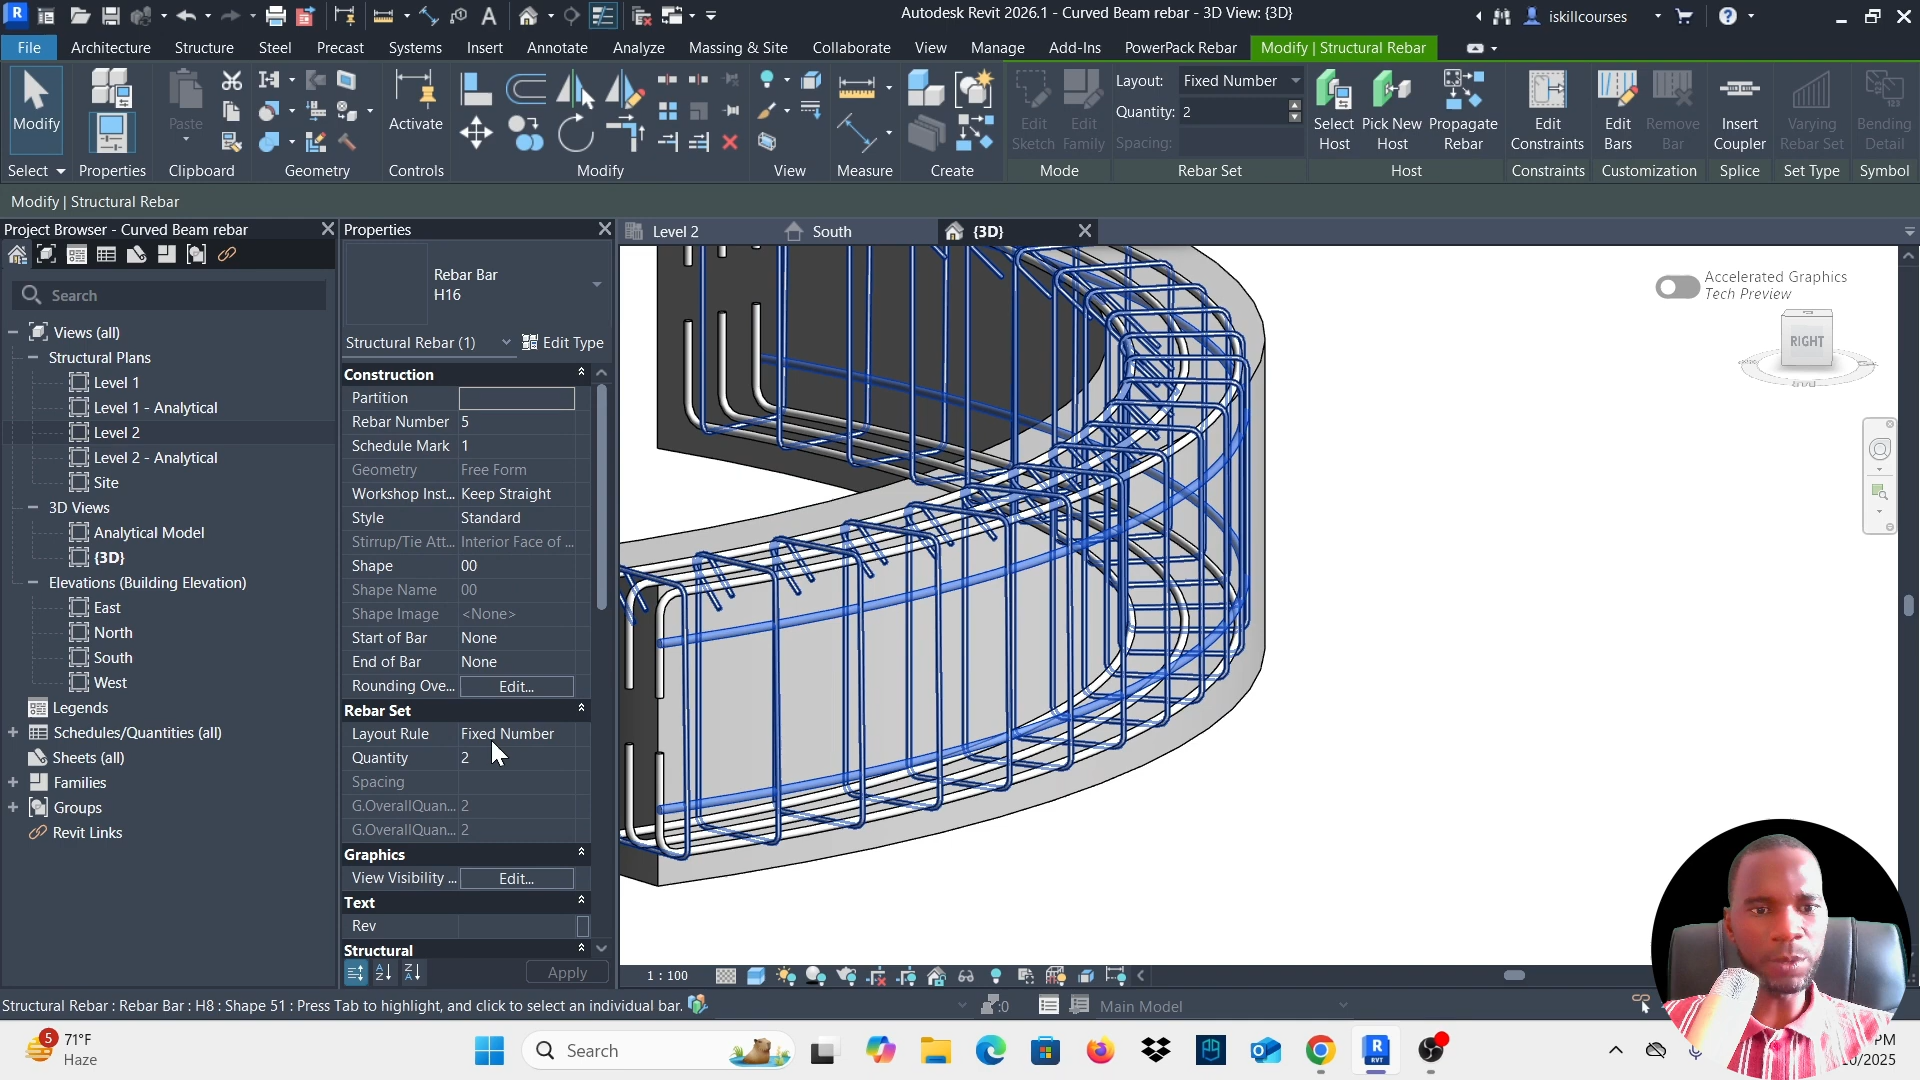 Autodesk Revit 2026.1 - Curved Beam rebar - 3D View: {3D}
iskillcourses
File Architecture Structure Steel Precast Systems Insert Annotate Analyze Massing & Site Collaborate View Manage Add-Ins PowerPack Rebar Modify | Structural Rebar
Modify
Paste
Activate
Edit Sketch
Edit Family
Layout: Fixed Number
Quantity: 2
Spacing:
Select Host
Pick New Host
Propagate Rebar
Edit Constraints
Edit Bars
Remove Bar
Insert Coupler
Varying Rebar Set
Bending Detail
Select Properties Clipboard Geometry Controls Modify View Measure Create Mode Rebar Set Host Constraints Customization Splice Set Type Symbol
Modify | Structural Rebar
Project Browser - Curved Beam rebar
Search
Views (all)
Structural Plans
Level 1
Level 1 - Analytical
Level 2
Level 2 - Analytical
Site
3D Views
Analytical Model
{3D}
Elevations (Building Elevation)
East
North
South
West
Legends
Schedules/Quantities (all)
Sheets (all)
Families
Groups
Revit Links
Properties
Rebar Bar
H16
Structural Rebar (1) Edit Type
Construction
Partition
Rebar Number 5
Schedule Mark 1
Geometry Free Form
Workshop Inst... Keep Straight
Style Standard
Stirrup/Tie Att... Interior Face of ...
Shape 00
Shape Name 00
Shape Image <None>
Start of Bar None
End of Bar None
Rounding Ove... Edit...
Rebar Set
Layout Rule Fixed Number
Quantity 2
Spacing
G.OverallQuan... 2
G.OverallQuan... 2
Graphics
View Visibility ... Edit...
Text
Rev
Structural
Apply
Level 2 South {3D}
Accelerated Graphics
Tech Preview
RIGHT
1 : 100
Structural Rebar : Rebar Bar : H8 : Shape 51 : Press Tab to highlight, and click to select an individual bar.
:0
Main Model
5
71°F
Haze
Search
PM
0/2025